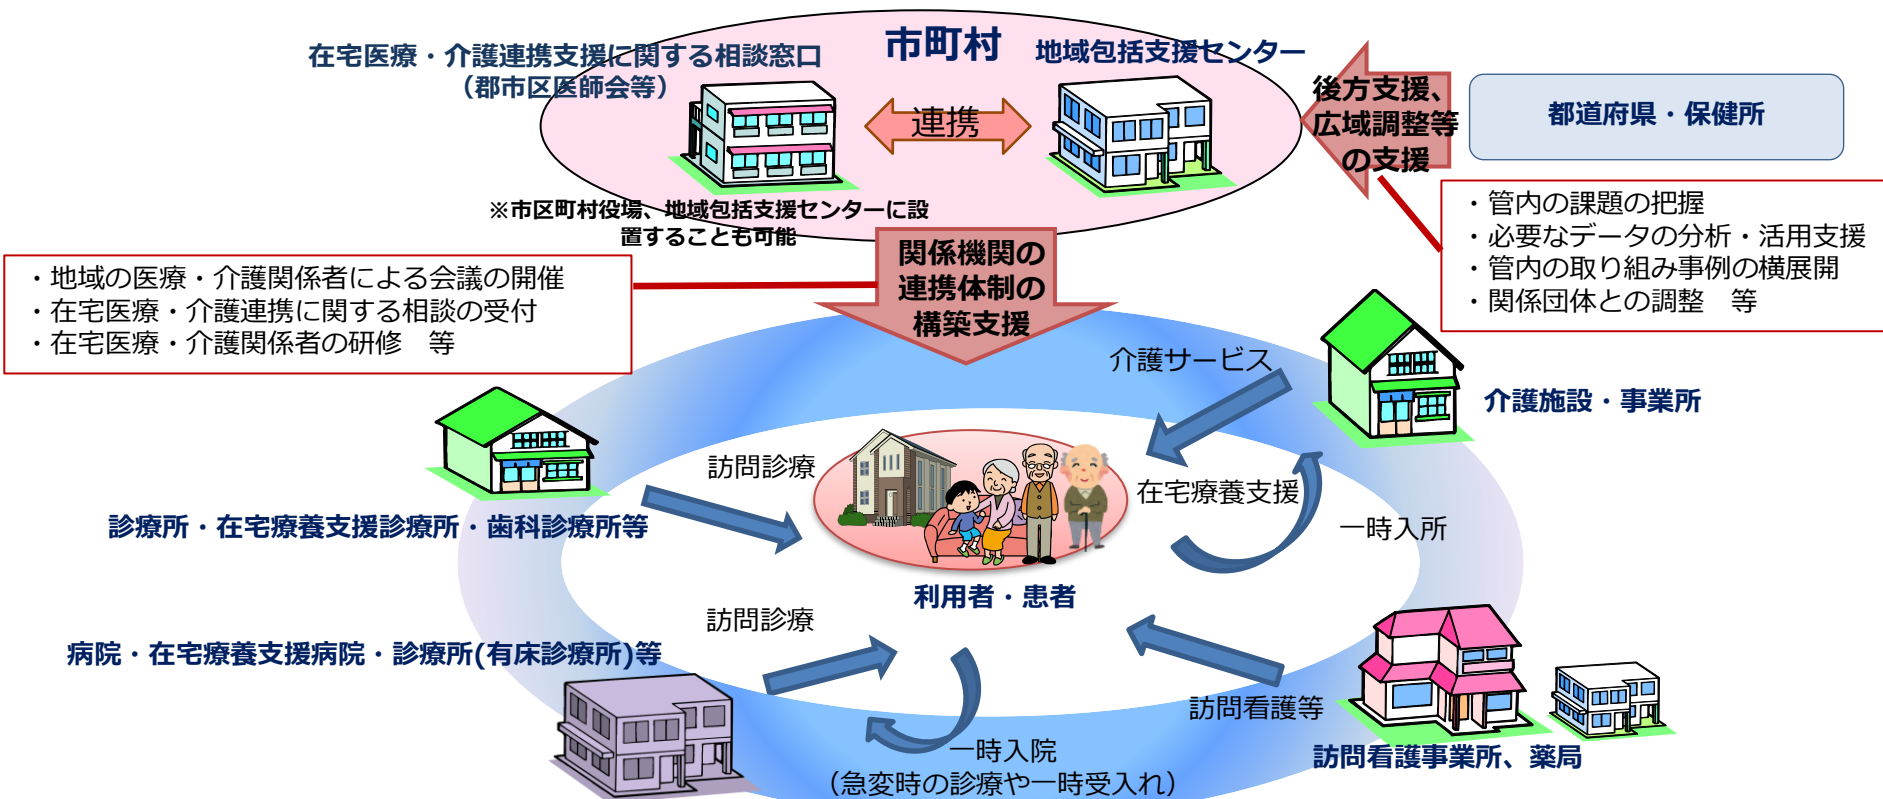 市町村
在宅医療・介護連携支援に関する相談窓口
（郡市区医師会等）
地域包括支援センター
連携
※市区町村役場、地域包括支援センターに設
置することも可能
後方支援、
広域調整等
の支援
都道府県・保健所
・管内の課題の把握
・必要なデータの分析・活用支援
・管内の取り組み事例の横展開
・関係団体との調整　等
関係機関の
連携体制の
構築支援
・地域の医療・介護関係者による会議の開催
・在宅医療・介護連携に関する相談の受付
・在宅医療・介護関係者の研修　等
介護サービス
介護施設・事業所
訪問診療
在宅療養支援
一時入所
診療所・在宅療養支援診療所・歯科診療所等
利用者・患者
訪問診療
病院・在宅療養支援病院・診療所(有床診療所)等
訪問看護等
一時入院
（急変時の診療や一時受入れ）
訪問看護事業所、薬局